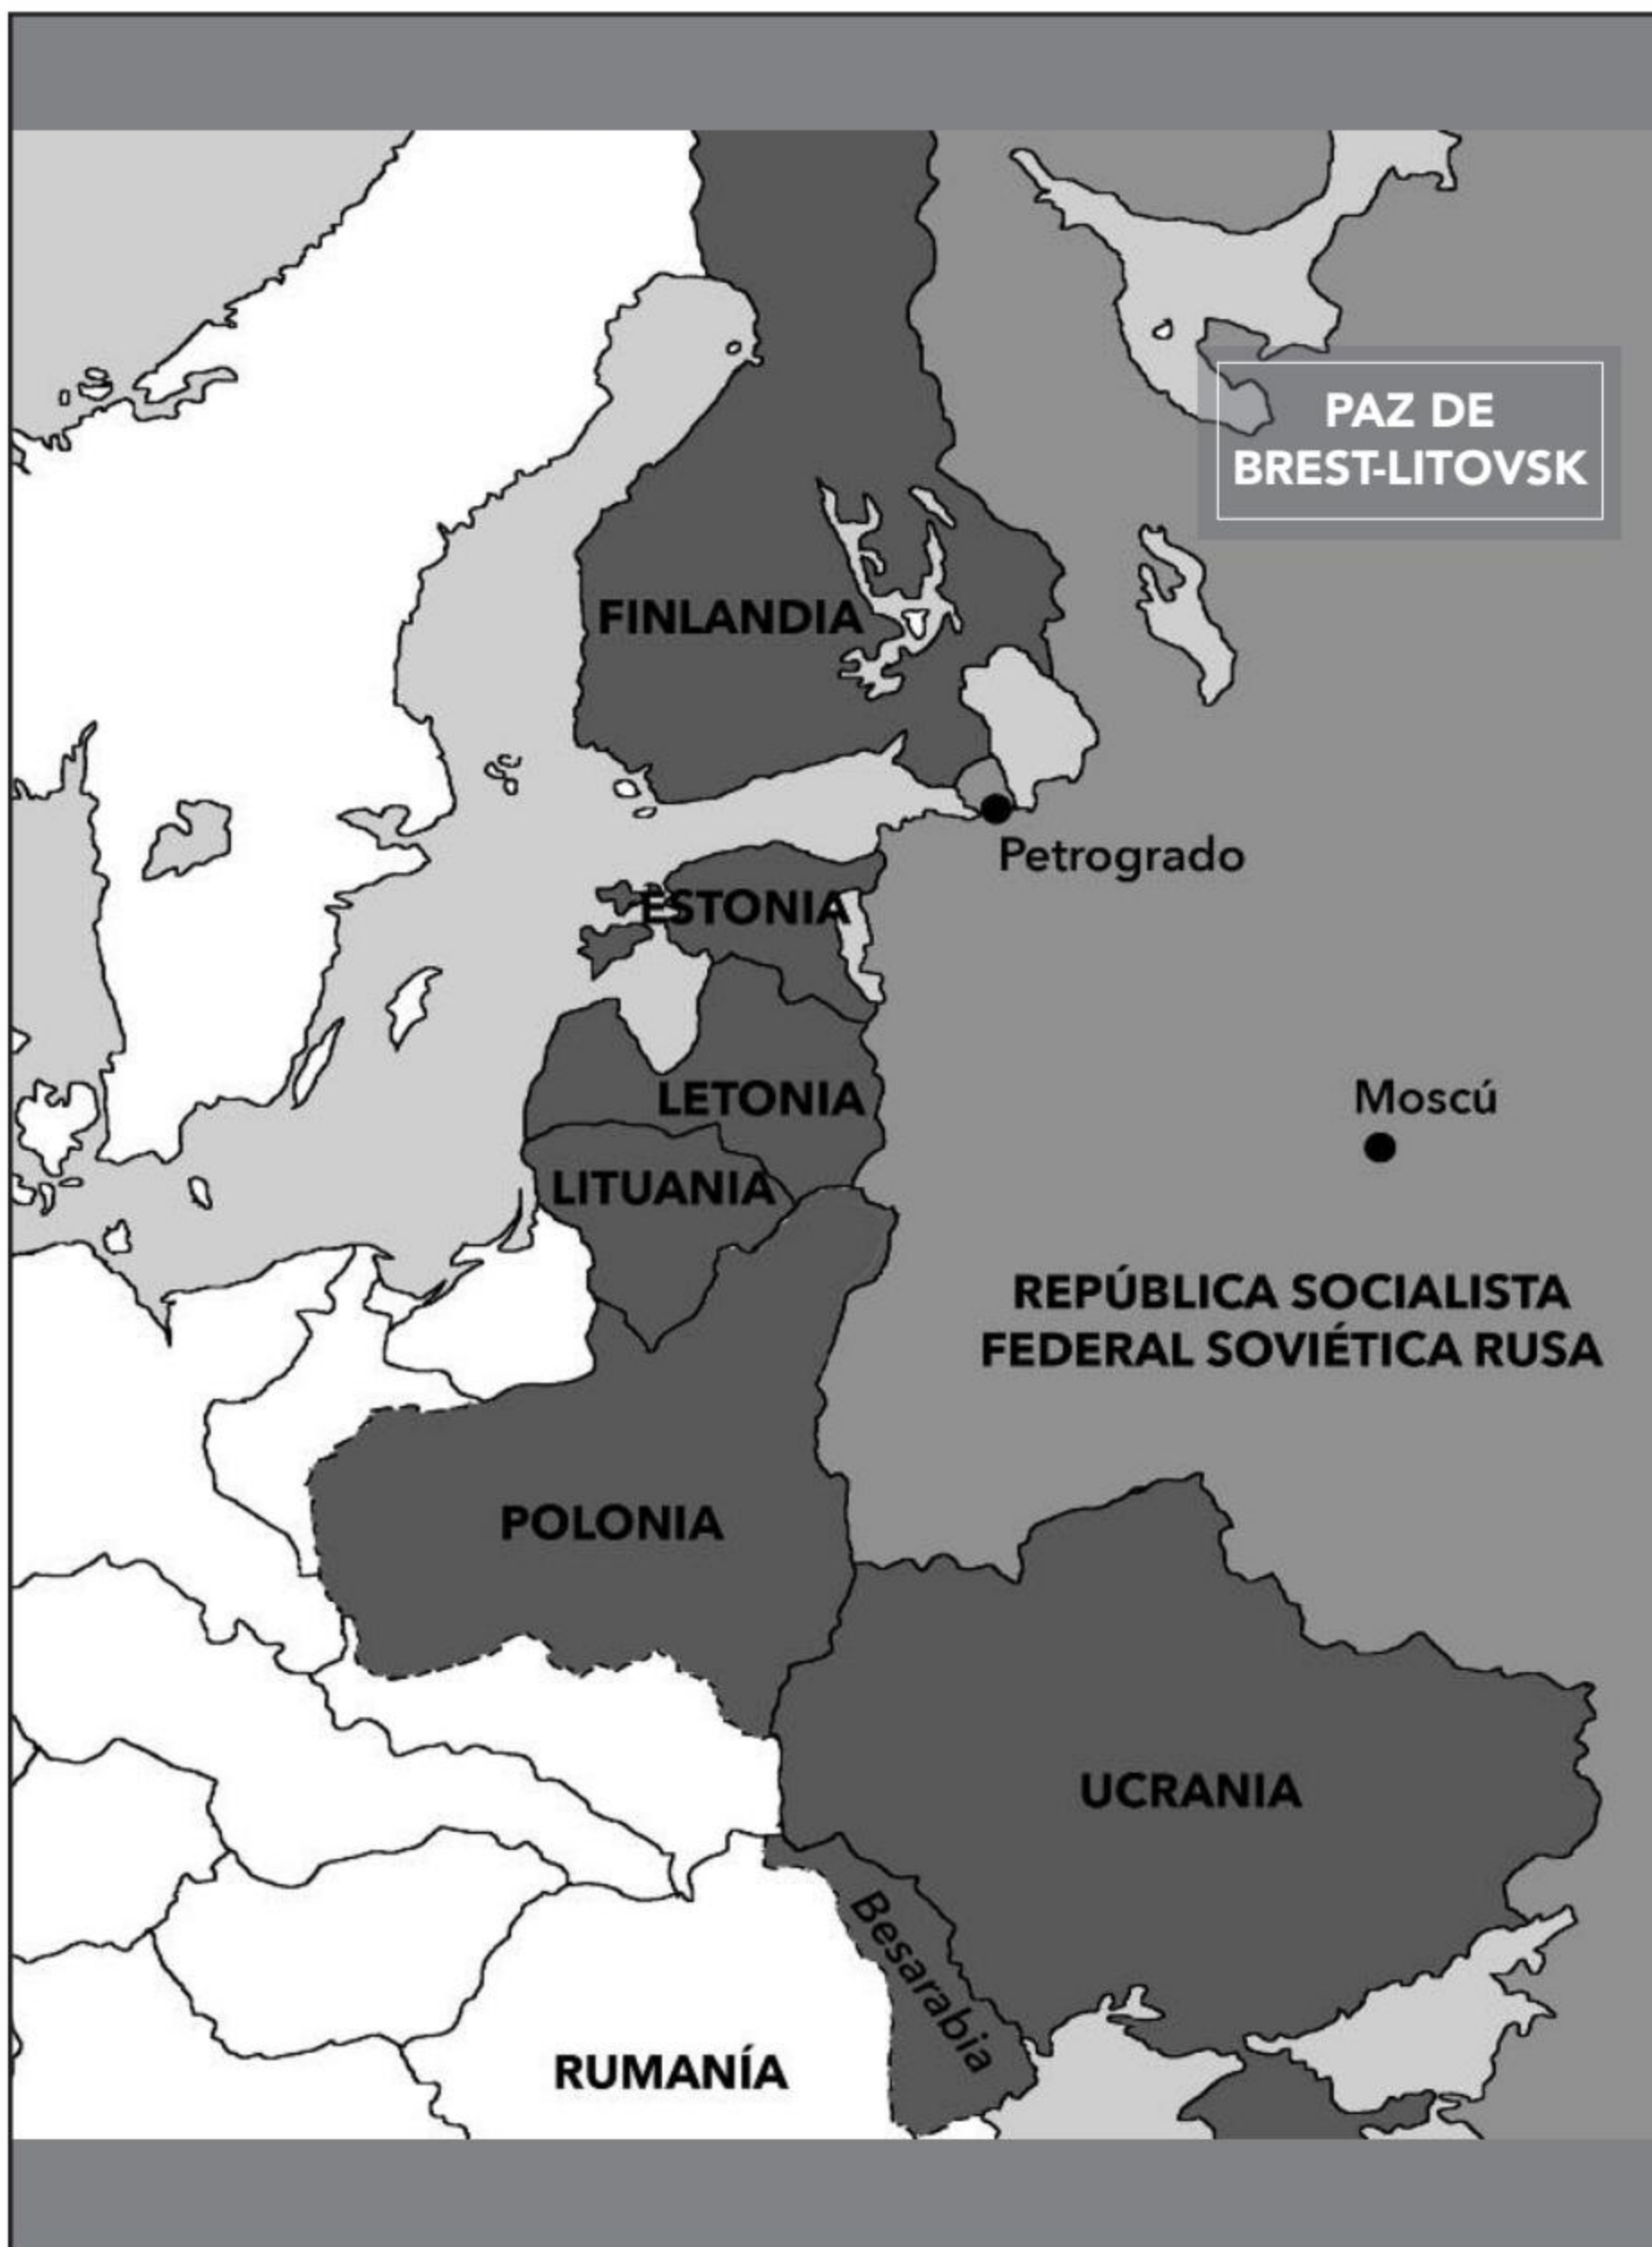 PAZ DE
BREST-LITOVSK
FINLANDIA
Petrogrado
ESTONIA
Moscú
LETONIA
LITUANIA
REPÚBLICA SOCIALISTA
FEDERAL SOVIÉTICA RUSA
POLONIA
UCRANIA
Besarabia
RUMANÍA